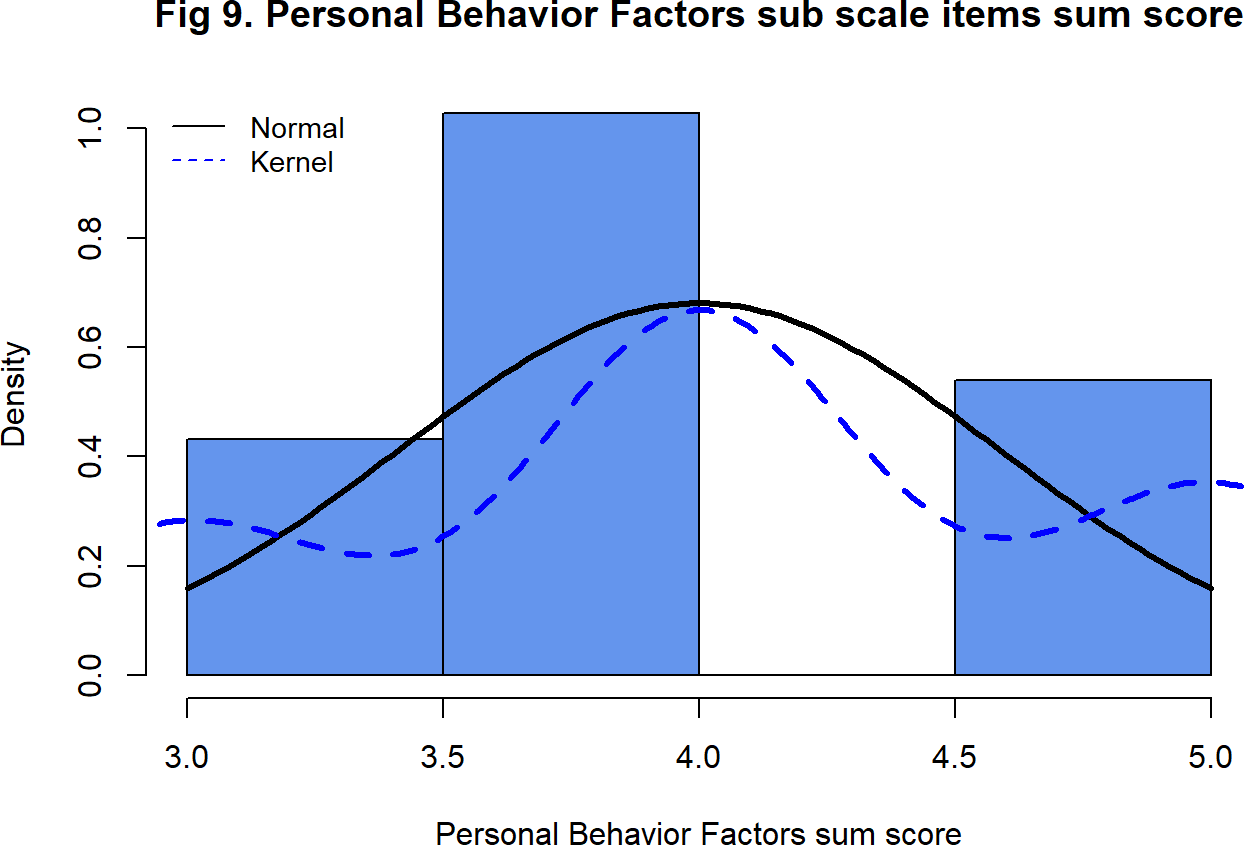 Fig 9. Personal Behavior Factors sub scale items sum score
Normal
Kernel
Density
1.0
0.8
0.6
0.4
0.2
0.0
3.0 3.5 4.0 4.5 5.0
Personal Behavior Factors sum score